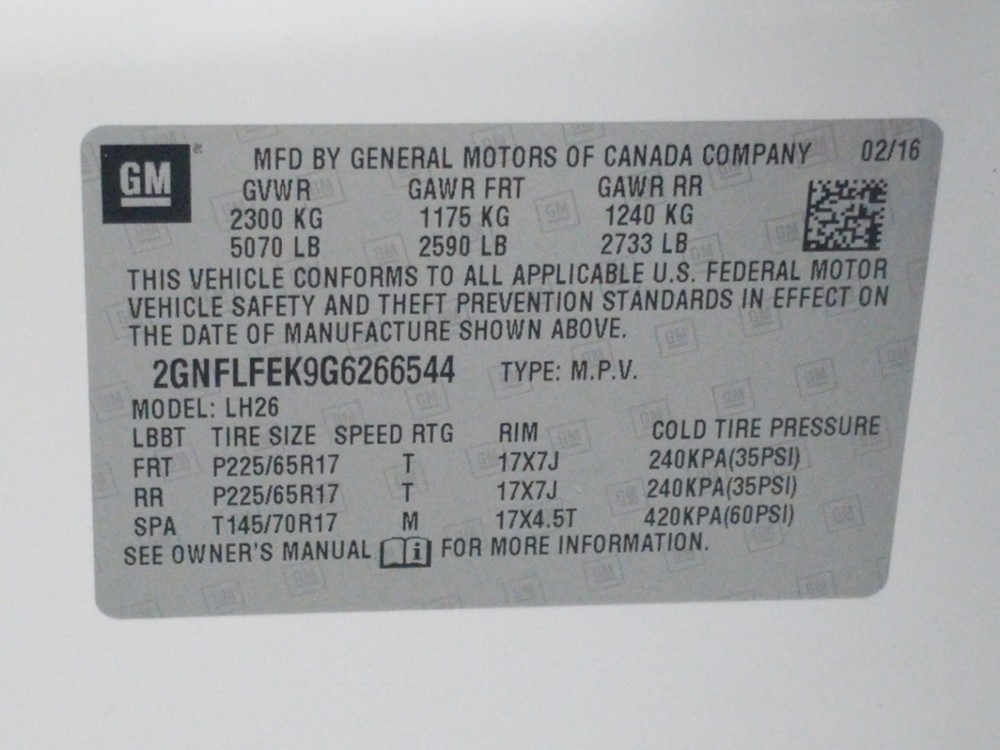 GM ® MFD BY GENERAL MOTORS OF CANADA COMPANY 02/16
GVWR GAWR FRT GAWR RR
2300 KG 1175 KG 1240 KG
5070 LB 2590 LB 2733 LB
THIS VEHICLE CONFORMS TO ALL APPLICABLE U.S. FEDERAL MOTOR
VEHICLE SAFETY AND THEFT PREVENTION STANDARDS IN EFFECT ON
THE DATE OF MANUFACTURE SHOWN ABOVE.
2GNFLFEK9G6266544 TYPE: M.P.V.
MODEL: LH26
LBBT TIRE SIZE SPEED RTG RIM COLD TIRE PRESSURE
FRT P225/65R17 T 17X7J 240KPA(35PSI)
RR P225/65R17 T 17X7J 240KPA(35PSI)
SPA T145/70R17 M 17X4.5T 420KPA(60PSI)
SEE OWNER'S MANUAL i FOR MORE INFORMATION.